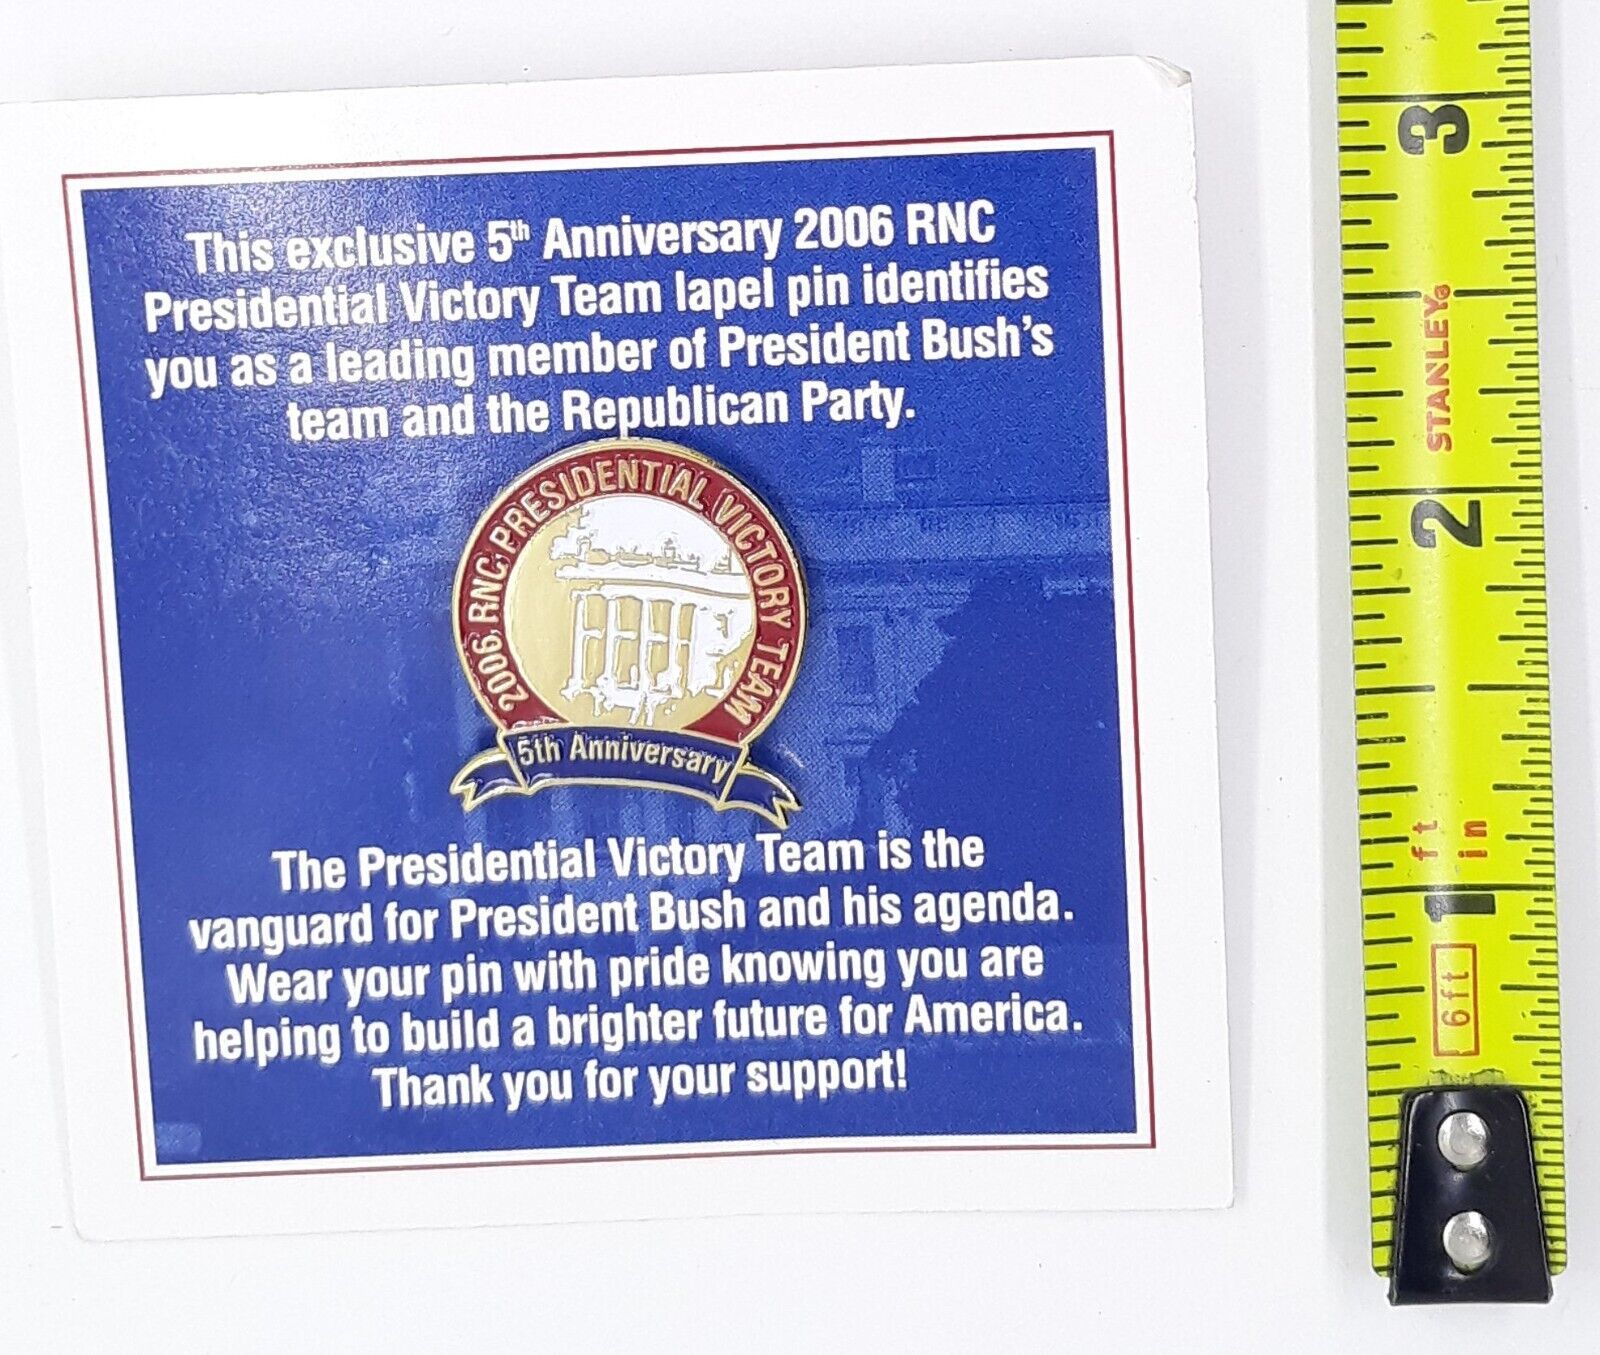 This exclusive 5th Anniversary 2006 RNC
Presidential Victory Team lapel pin identifies
you as a leading member of President Bush's
team and the Republican Party.
2006 RNC PRESIDENTIAL VICTORY TEAM
5th Anniversary
The Presidential Victory Team is the
vanguard for President Bush and his agenda.
Wear your pin with pride knowing you are
helping to build a brighter future for America.
Thank you for your support!
3
STANLEY®
2
ft
in
1
6ft